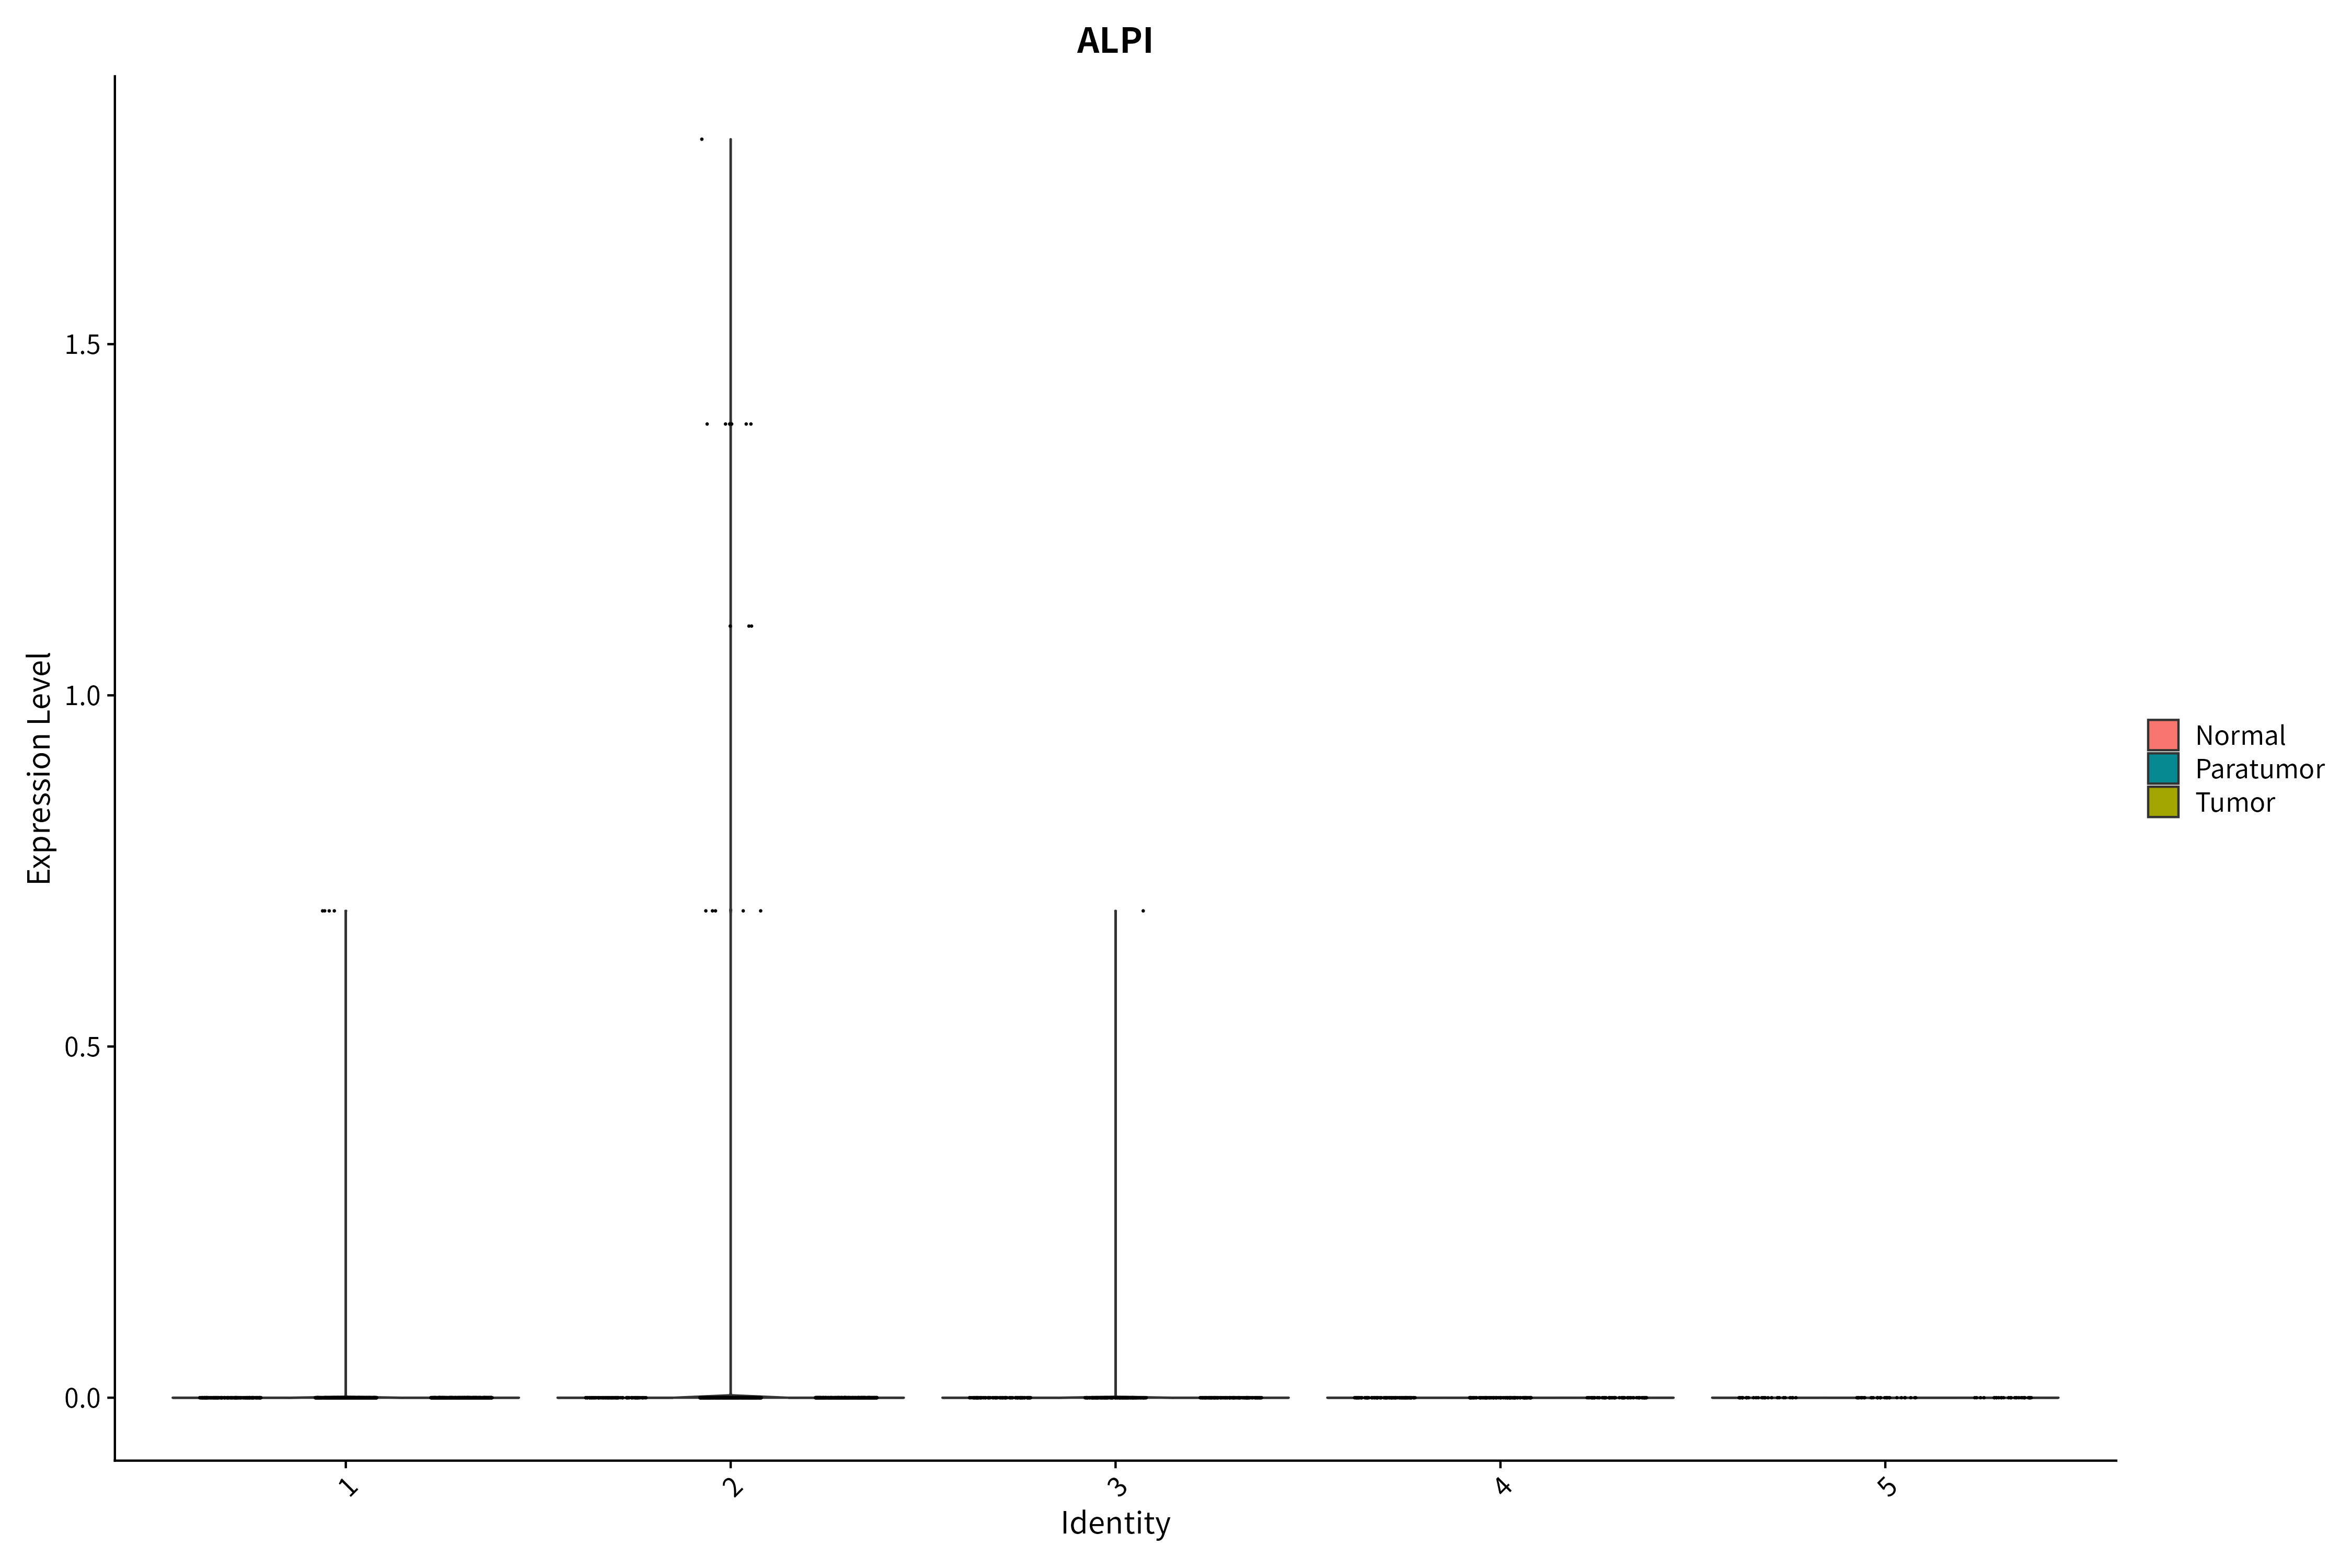 ALPI
Expression Level
1.5
1.0
0.5
0.0
1
2
3
4
5
Identity
Normal
Paratumor
Tumor